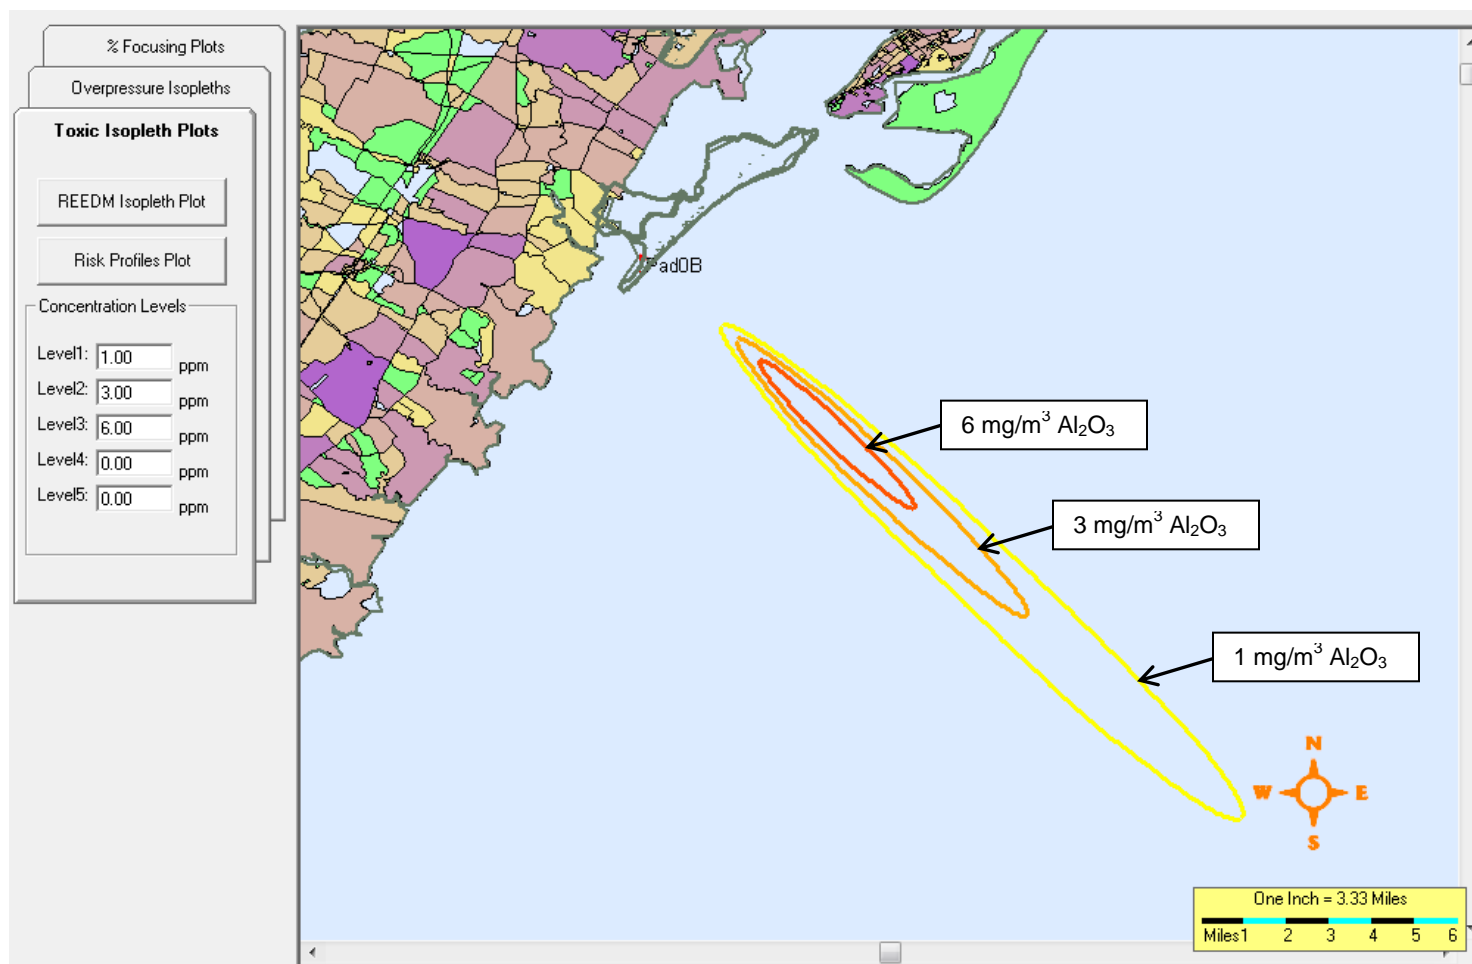 % Focusing Plots
Overpressure Isopleths
Toxic Isopleth Plots
REEDM Isopleth Plot
Risk Profiles Plot
Concentration Levels
Level1: 1.00 ppm
Level2: 3.00 ppm
Level3: 6.00 ppm
Level4: 0.00 ppm
Level5: 0.00 ppm
Pad0B
6 mg/m³ Al₂O₃
3 mg/m³ Al₂O₃
1 mg/m³ Al₂O₃
N
W E
S
One Inch = 3.33 Miles
Miles1 2 3 4 5 6